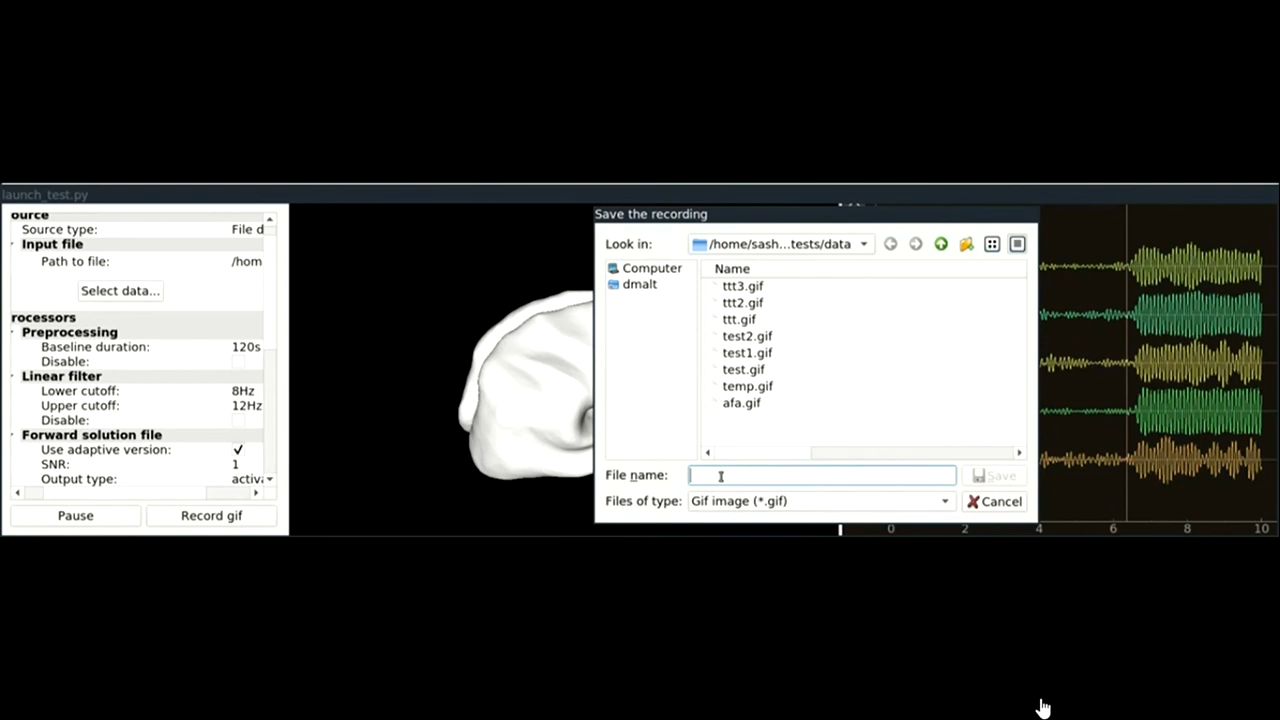 launch_test.py
ource
Source type: File d
Input file
Path to file: /hom
Select data...
rocessors
Preprocessing
Baseline duration: 120s
Disable:
Linear filter
Lower cutoff: 8Hz
Upper cutoff: 12Hz
Disable:
Forward solution file
Use adaptive version: ✓
SNR: 1
Output type: activ
Pause Record gif
Save the recording
Look in: /home/sash...tests/data
Computer
dmalt
Name
ttt3.gif
ttt2.gif
ttt.gif
test2.gif
test1.gif
test.gif
temp.gif
afa.gif
File name: Save
Files of type: Gif image (*.gif) Cancel
0 2 4 6 8 10